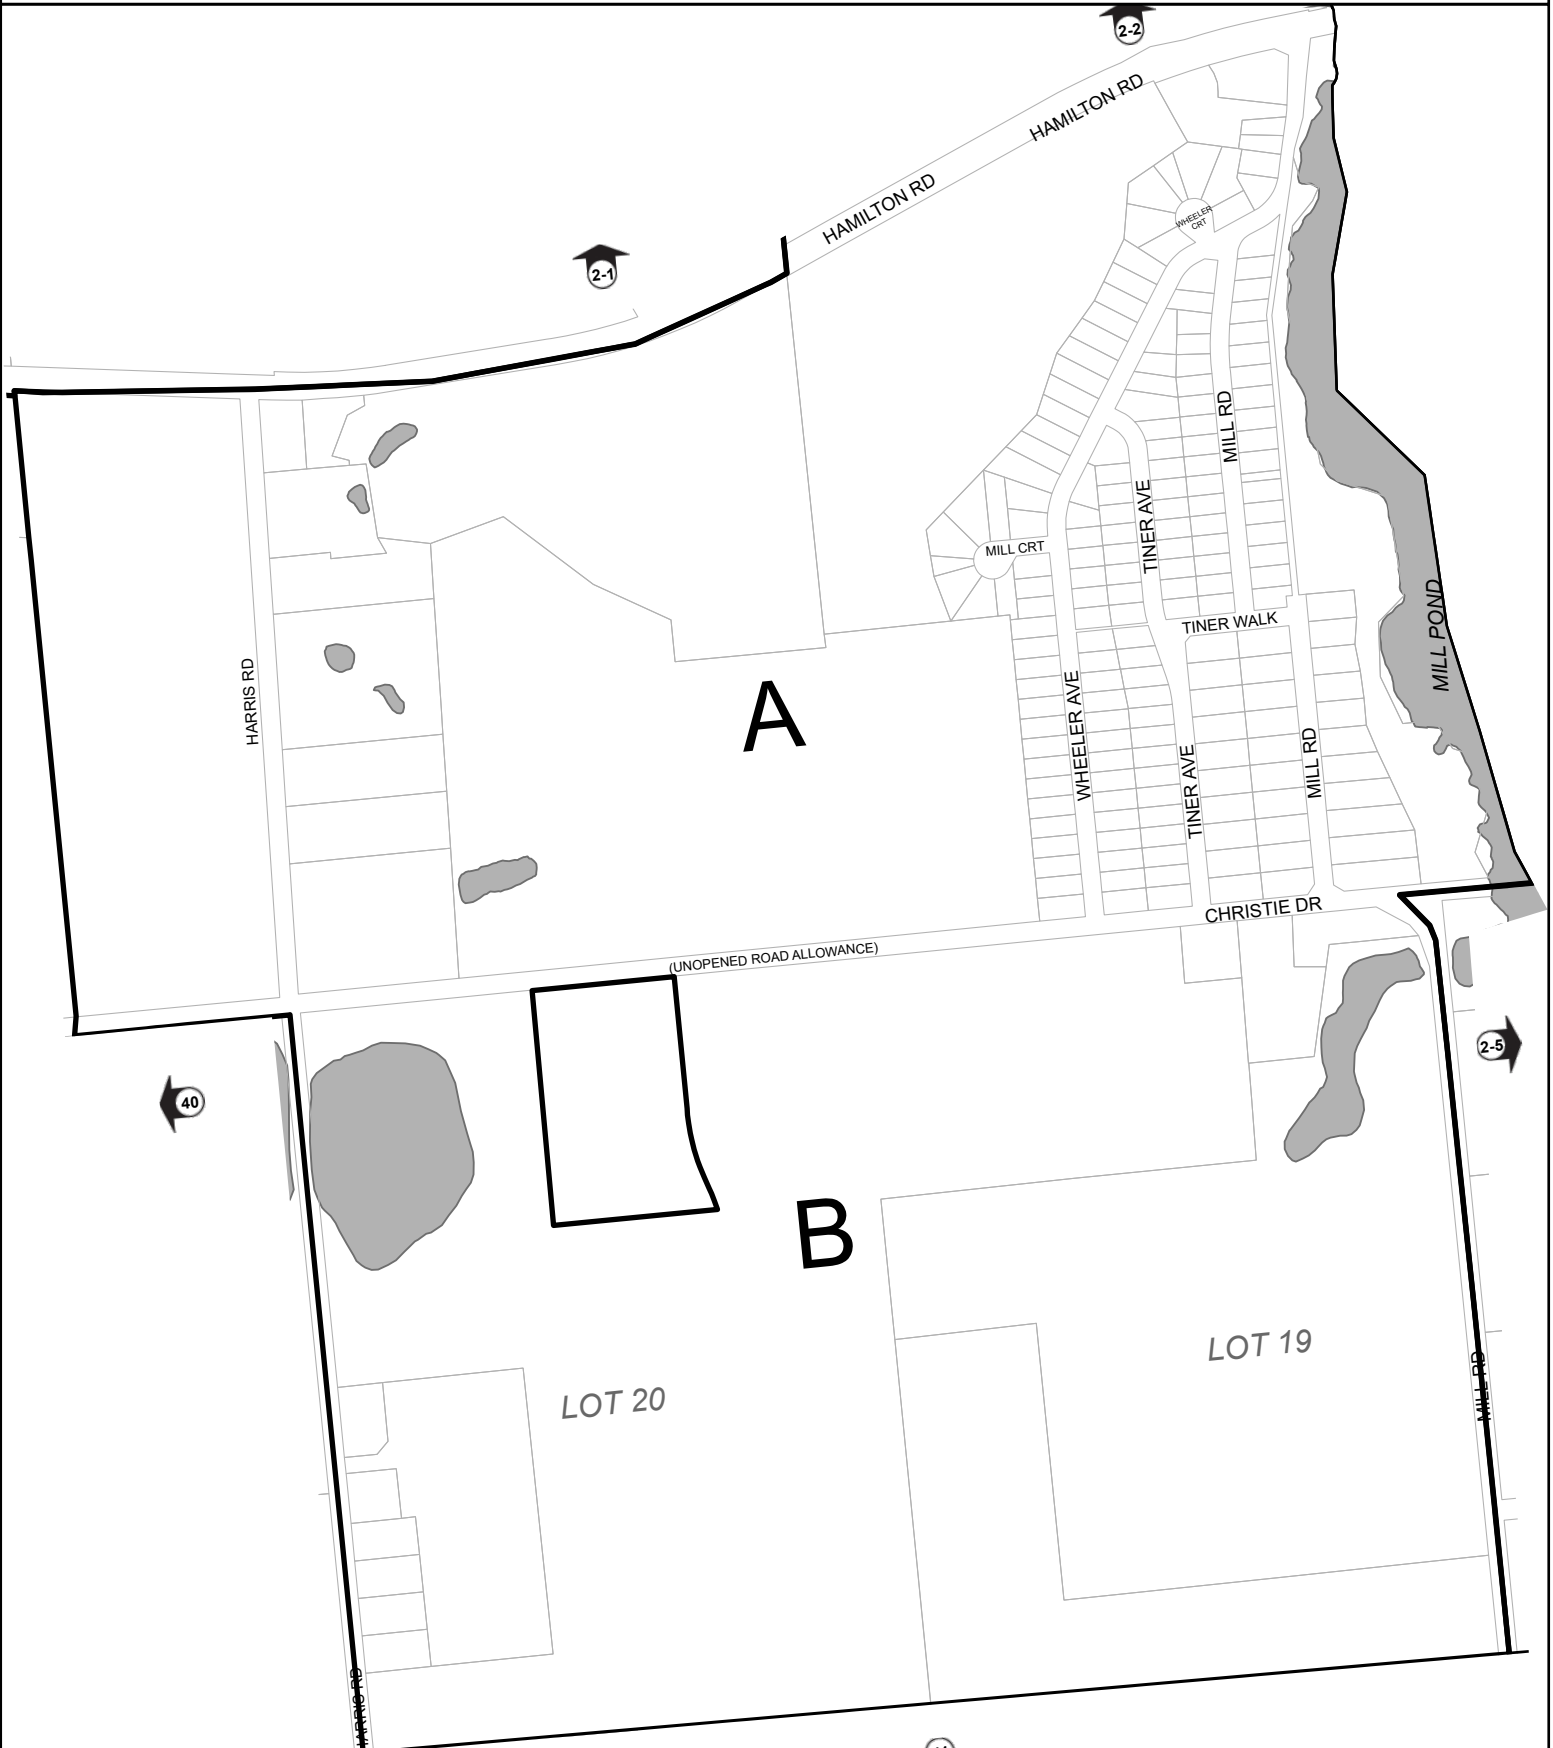 2-2
HAMILTON RD
HAMILTON RD
WHEELER
CRT
2-1
MILL RD
TINER AVE
MILL CRT
MILL POND
TINER WALK
HARRIS RD
A
WHEELER AVE
TINER AVE
MILL RD
CHRISTIE DR
(UNOPENED ROAD ALLOWANCE)
2-5
40
B
LOT 19
LOT 20
MILL RD
HARRIS RD